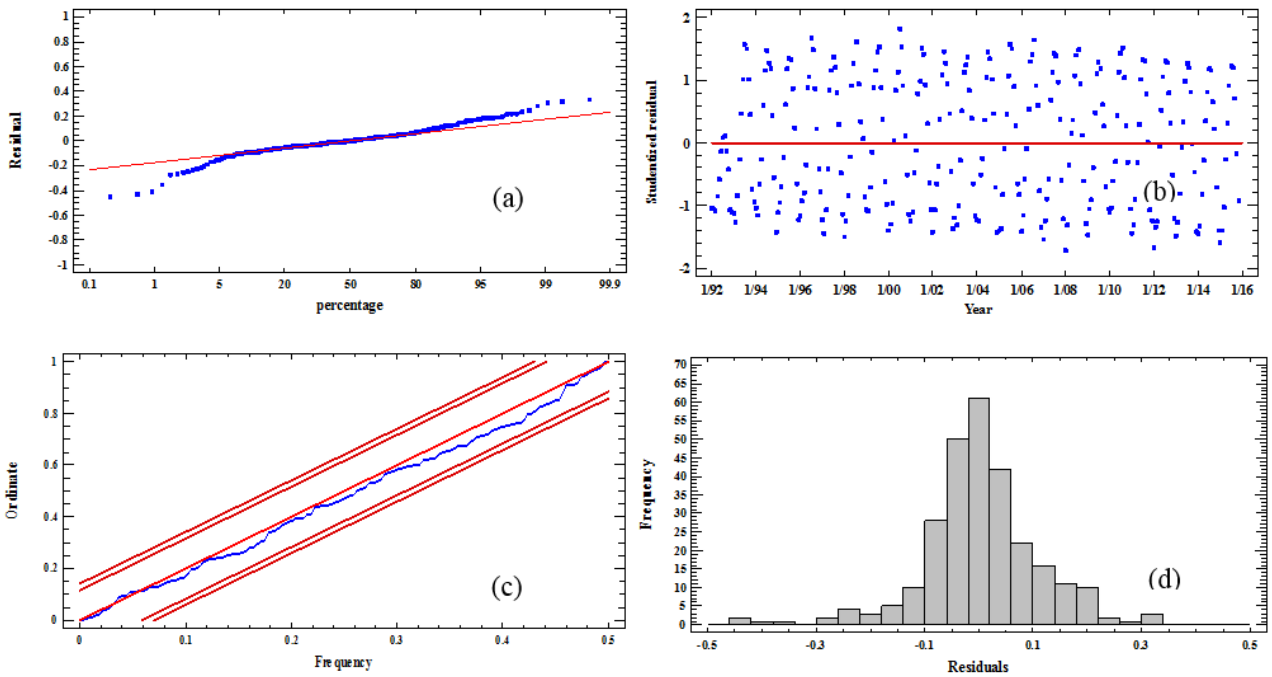 1
0.8
0.6
0.4
0.2
0
-0.2
-0.4
-0.6
-0.8
-1
Residual
(a)
0.1 1 5 20 50 80 95 99 99.9
percentage
2
1
0
-1
-2
Studentized residual
(b)
1/92 1/94 1/96 1/98 1/00 1/02 1/04 1/06 1/08 1/10 1/12 1/14 1/16
Year
1
0.8
0.6
0.4
0.2
0
Ordinate
(c)
0 0.1 0.2 0.3 0.4 0.5
Frequency
70
65
60
55
50
45
40
35
30
25
20
15
10
5
0
Frequency
(d)
-0.5 -0.3 -0.1 0.1 0.3 0.5
Residuals